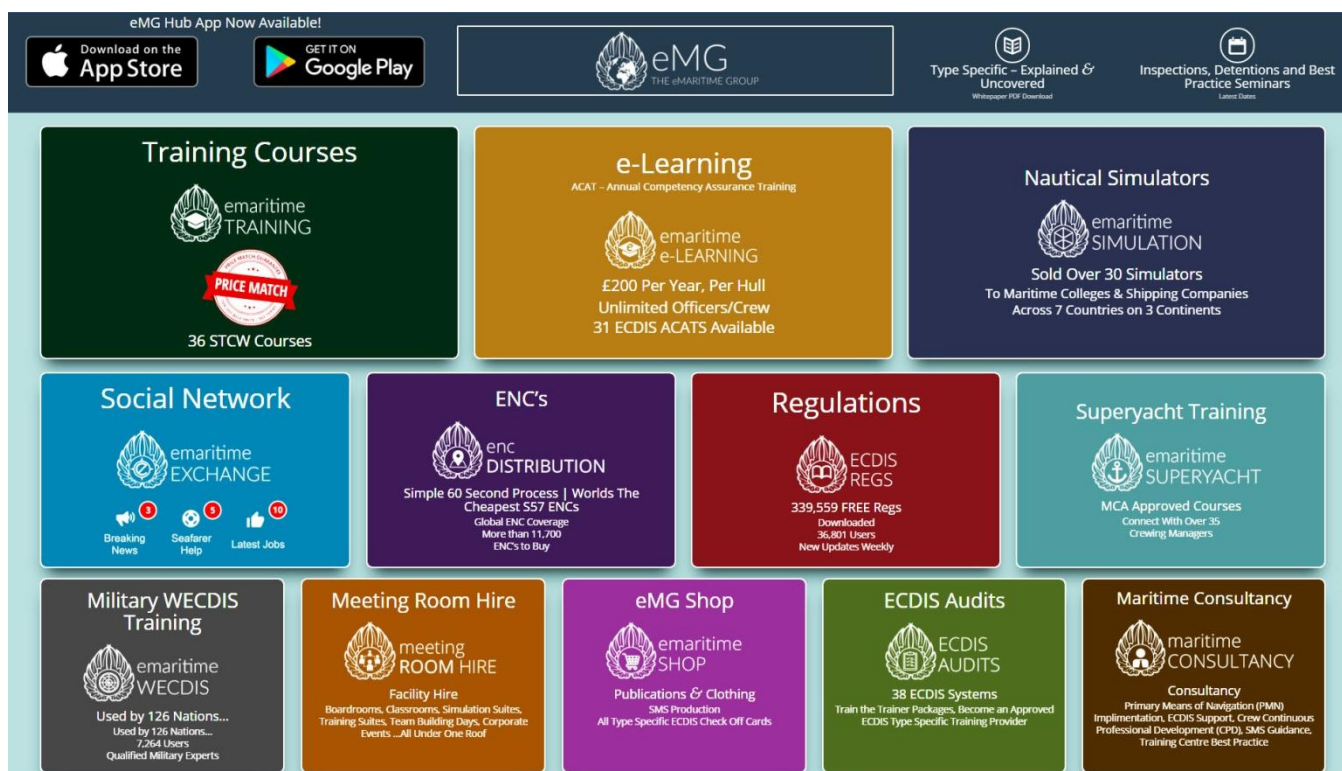 eMG Hub App Now Available!
Download on the
App Store
GET IT ON
Google Play
eMG
THE eMARITIME GROUP
Type Specific – Explained & Uncovered
Whitepaper PDF Download
Inspections, Detentions and Best Practice Seminars
Latest Dates
Training Courses
emaritime
TRAINING
PRICE MATCH
36 STCW Courses
e-Learning
ACAT – Annual Competency Assurance Training
emaritime
e-LEARNING
£200 Per Year, Per Hull
Unlimited Officers/Crew
31 ECDIS ACATS Available
Nautical Simulators
emaritime
SIMULATION
Sold Over 30 Simulators
To Maritime Colleges & Shipping Companies
Across 7 Countries on 3 Continents
Social Network
emaritime
EXCHANGE
3
5
10
Breaking
News
Seafarer
Help
Latest Jobs
ENC's
enc
DISTRIBUTION
Simple 60 Second Process | Worlds The
Cheapest S57 ENCs
Global ENC Coverage
More than 11,700
ENC's to Buy
Regulations
ECDIS
REGS
339,559 FREE Regs
Downloaded
36,801 Users
New Updates Weekly
Superyacht Training
emaritime
SUPERYACHT
MCA Approved Courses
Connect With Over 35
Crewing Managers
Military WECDIS
Training
emaritime
WECDIS
Used by 126 Nations...
Used by 126 Nations...
7,264 Users
Qualified Military Experts
Meeting Room Hire
meeting
ROOM HIRE
Facility Hire
Boardrooms, Classrooms, Simulation Suites,
Training Suites, Team Building Days, Corporate
Events ...All Under One Roof
eMG Shop
emaritime
SHOP
Publications & Clothing
SMS Production
All Type Specific ECDIS Check Off Cards
ECDIS Audits
ECDIS
AUDITS
38 ECDIS Systems
Train the Trainer Packages, Become an Approved
ECDIS Type Specific Training Provider
Maritime Consultancy
maritime
CONSULTANCY
Consultancy
Primary Means of Navigation (PMN)
Implimentation, ECDIS Support, Crew Continuous
Professional Development (CPD), SMS Guidance,
Training Centre Best Practice